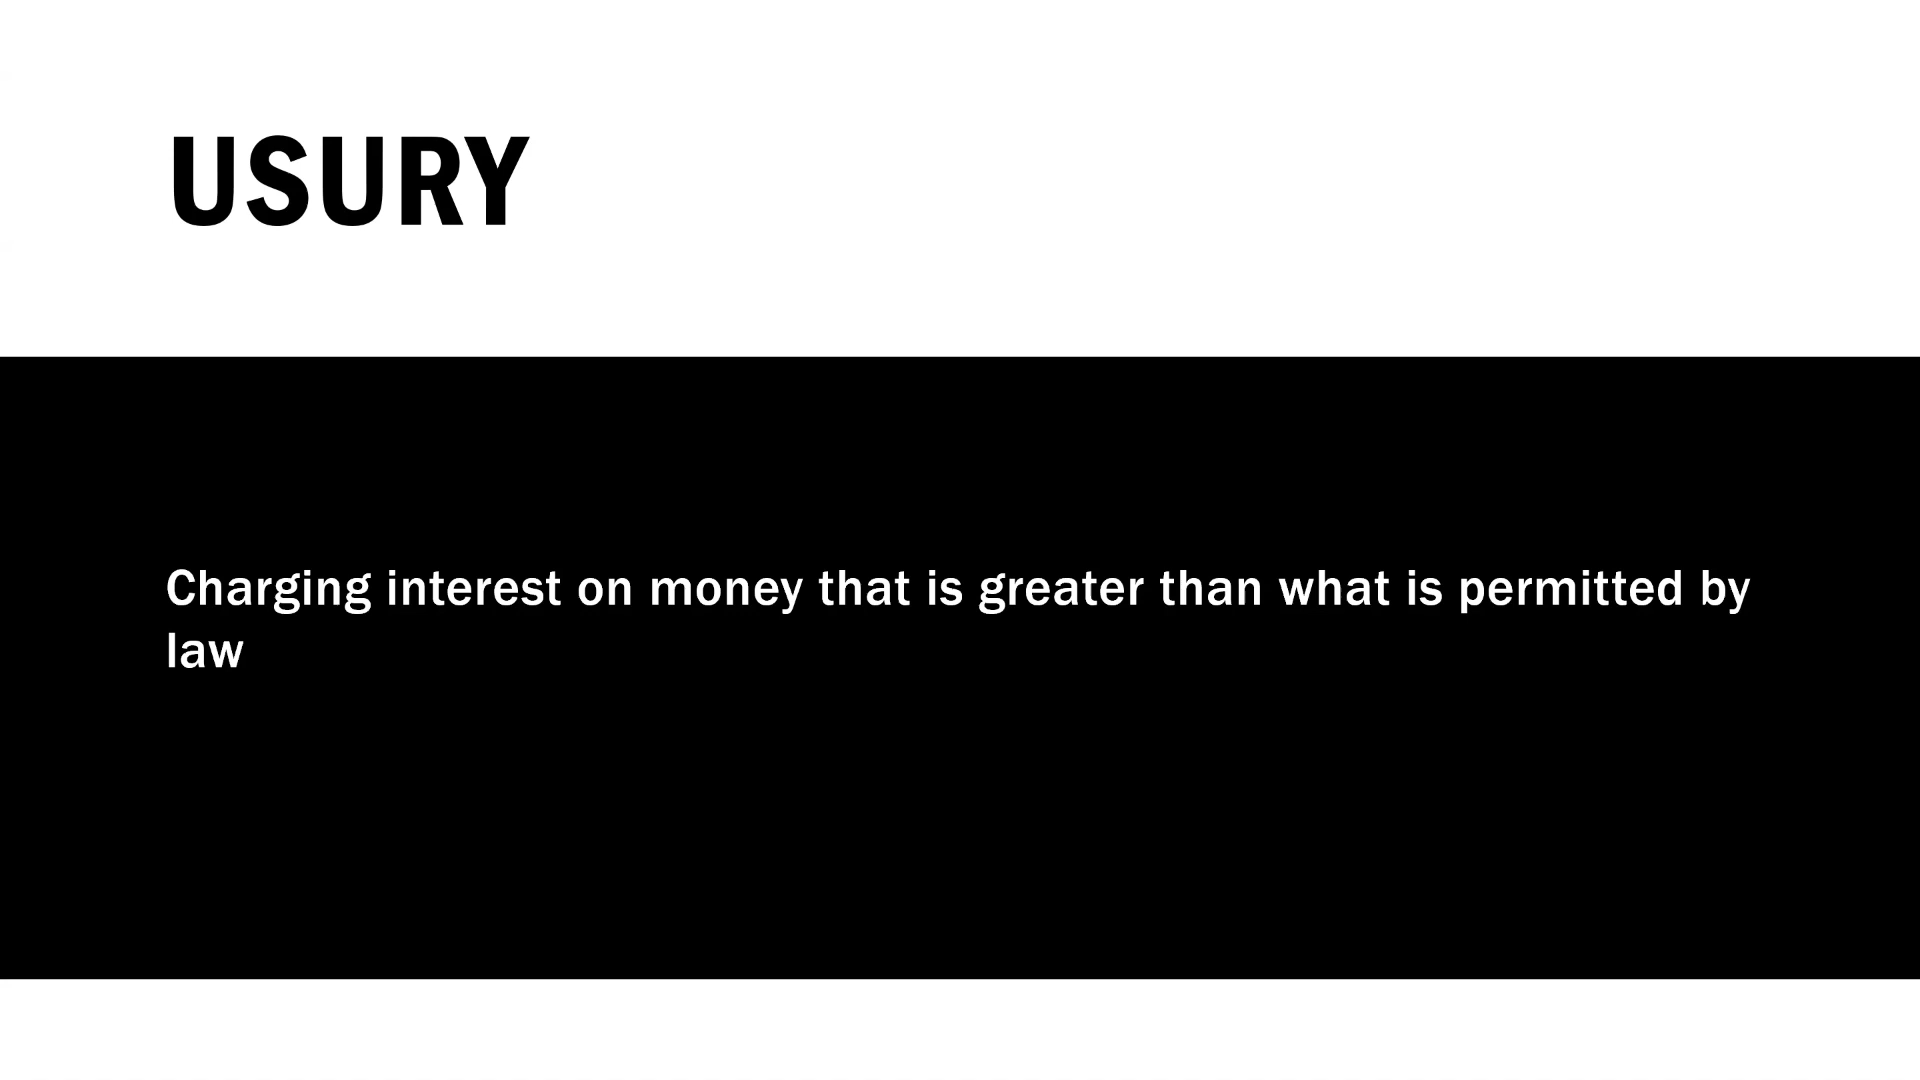 USURY
Charging interest on money that is greater than what is permitted by
law